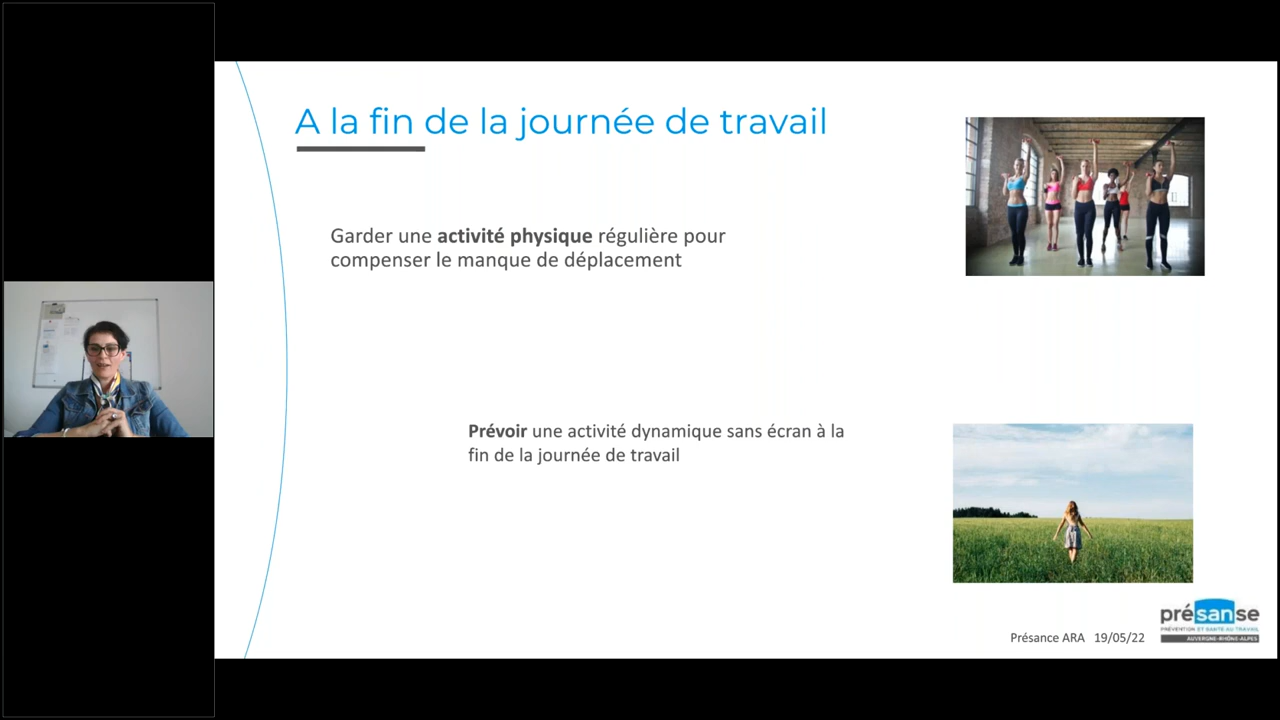 A la fin de la journée de travail
Garder une activité physique régulière pour
compenser le manque de déplacement
Prévoir une activité dynamique sans écran à la
fin de la journée de travail
Présance ARA 19/05/22
présanse
PRÉVENTION ET SANTÉ AU TRAVAIL
AUVERGNE-RHÔNE-ALPES